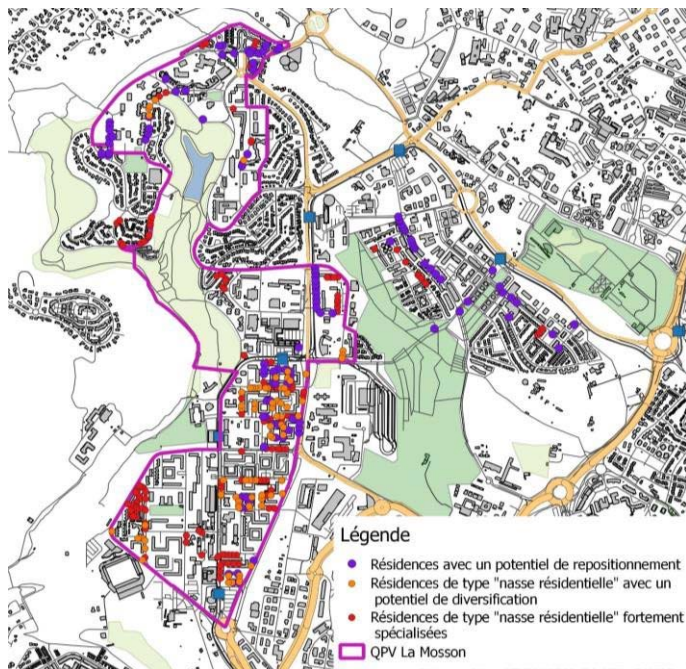 Légende
Résidences avec un potentiel de repositionnement
Résidences de type "nasse résidentielle" avec un
potentiel de diversification
Résidences de type "nasse résidentielle" fortement
spécialisées
QPV La Mosson